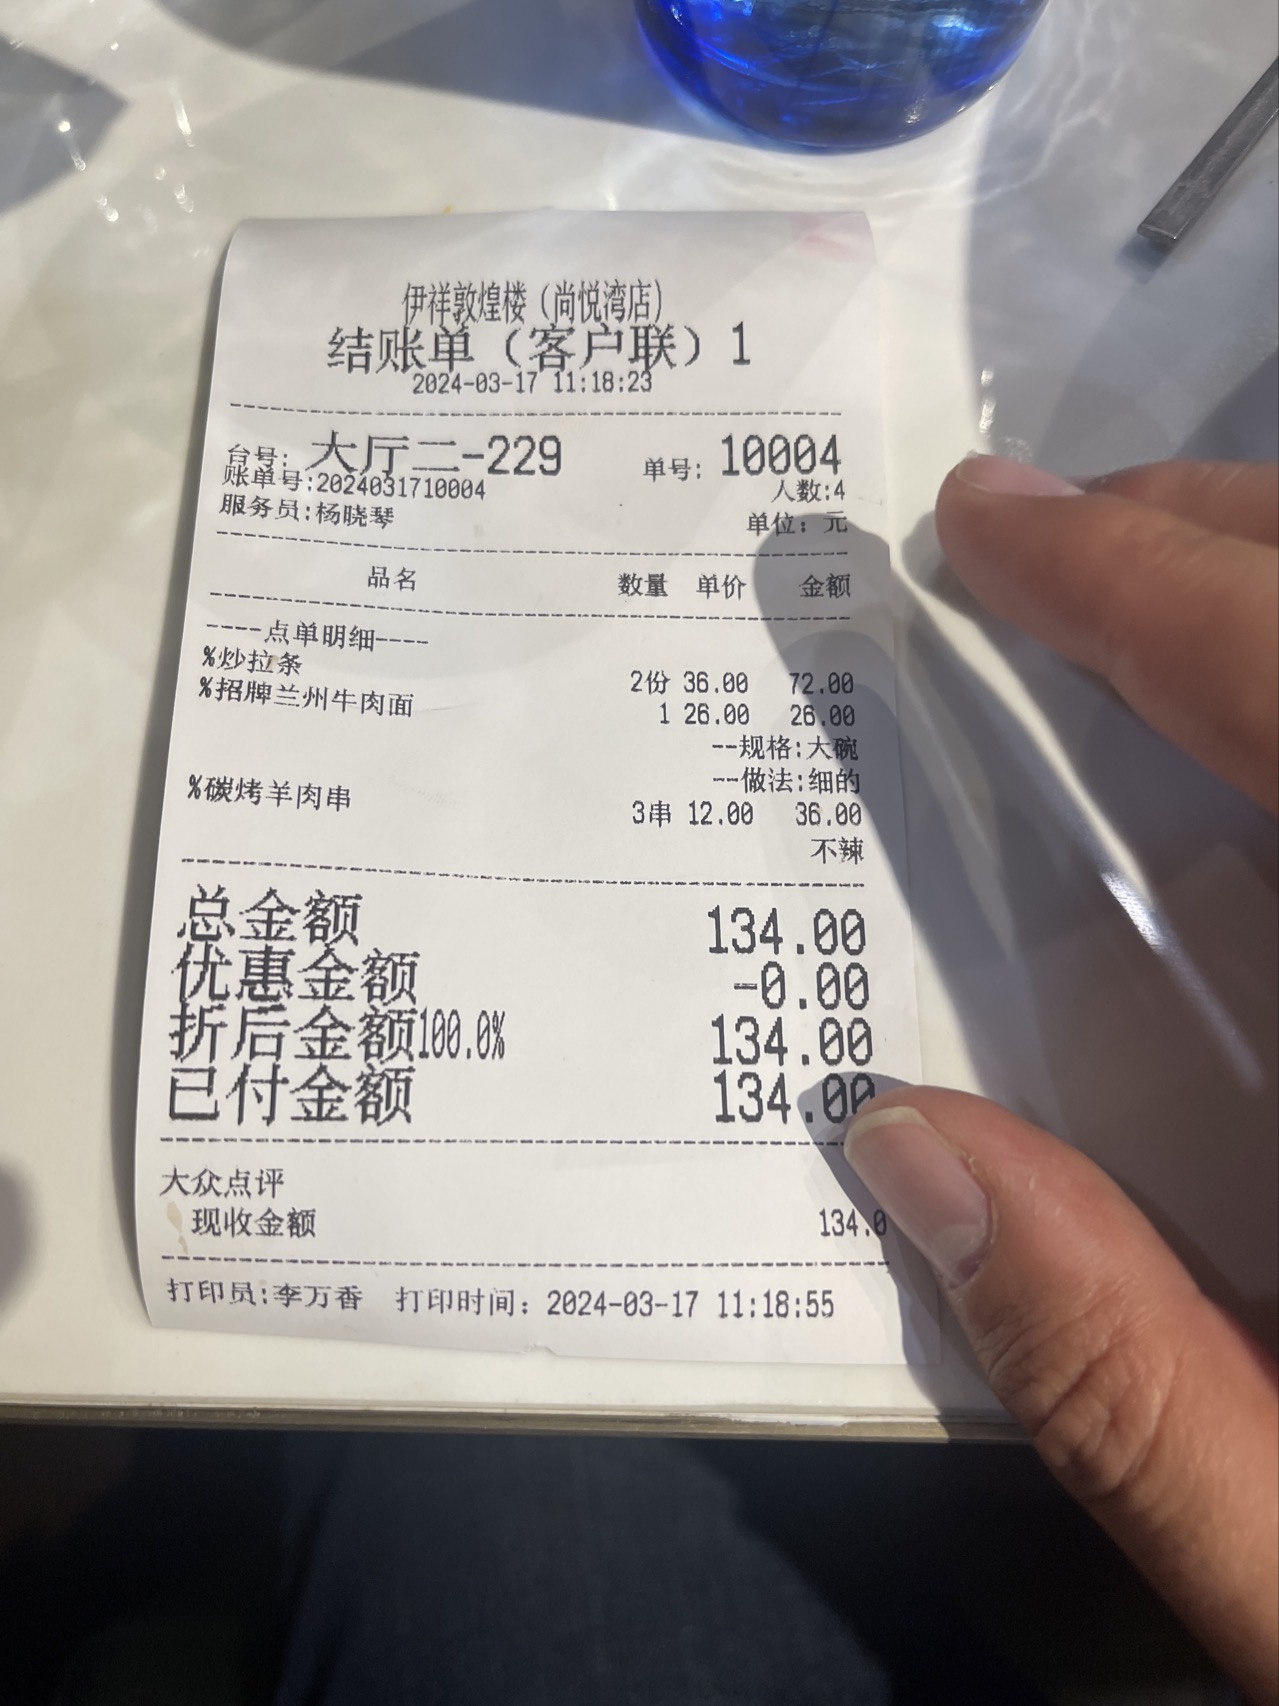 伊祥敦煌楼（尚悦湾店）
结账单（客户联）1
2024-03-17 11:18:23
台号: 大厅二-229 单号: 10004
账单号:2024031710004 人数:4
服务员:杨晓琴 单位: 元
品名 数量 单价 金额
----点单明细----
%炒拉条 2份 36.00 72.00
%招牌兰州牛肉面 1 26.00 26.00
--规格:大碗
--做法:细的
%碳烤羊肉串 3串 12.00 36.00
不辣
总金额 134.00
优惠金额 -0.00
折后金额100.0% 134.00
已付金额 134.00
大众点评
现收金额 134.0
打印员:李万香 打印时间: 2024-03-17 11:18:55